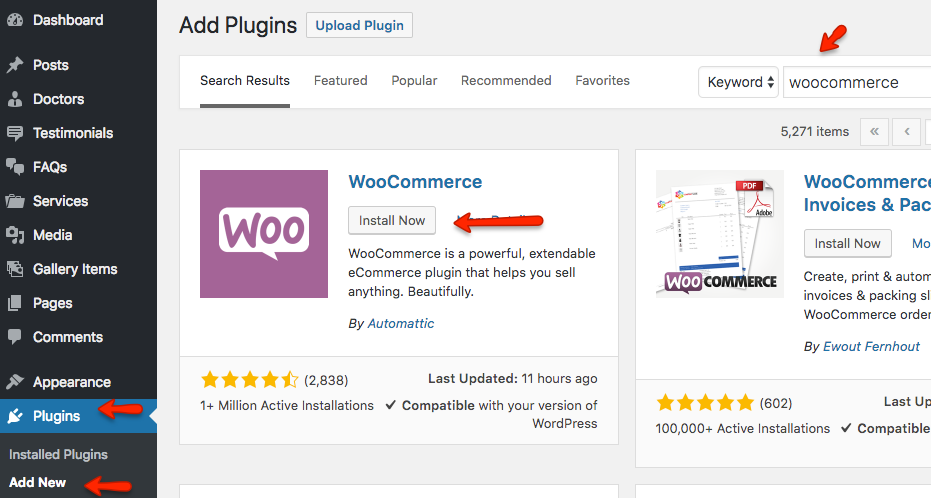 Dashboard
Posts
Doctors
Testimonials
FAQs
Services
Media
Gallery Items
Pages
Comments
Appearance
Plugins
Installed Plugins
Add New
Add Plugins
Upload Plugin
Search Results Featured Popular Recommended Favorites
Keyword
woocommerce
5,271 items
«
‹
WOO
WooCommerce
Install Now
WooCommerce is a powerful, extendable
eCommerce plugin that helps you sell
anything. Beautifully.
By Automattic
(2,838)
Last Updated: 11 hours ago
1+ Million Active Installations
✔ Compatible with your version of
WordPress
PDF
Adobe
WOO COMMERCE
WooCommerce
Invoices & Pac
Install Now
Mo
Create, print & autom
invoices & packing sl
WooCommerce order
By Ewout Fernhout
(602)
Last Up
100,000+ Active Installations
✔ Compatible